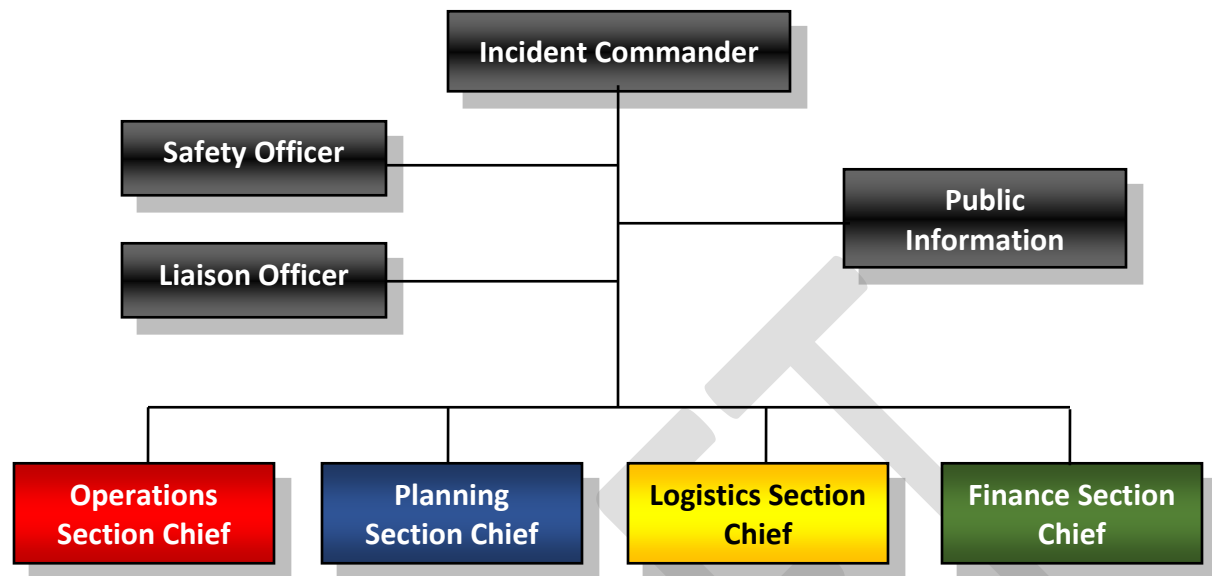 Incident Commander
Safety Officer
Public
Information
Liaison Officer
Operations
Section Chief
Planning
Section Chief
Logistics Section
Chief
Finance Section
Chief